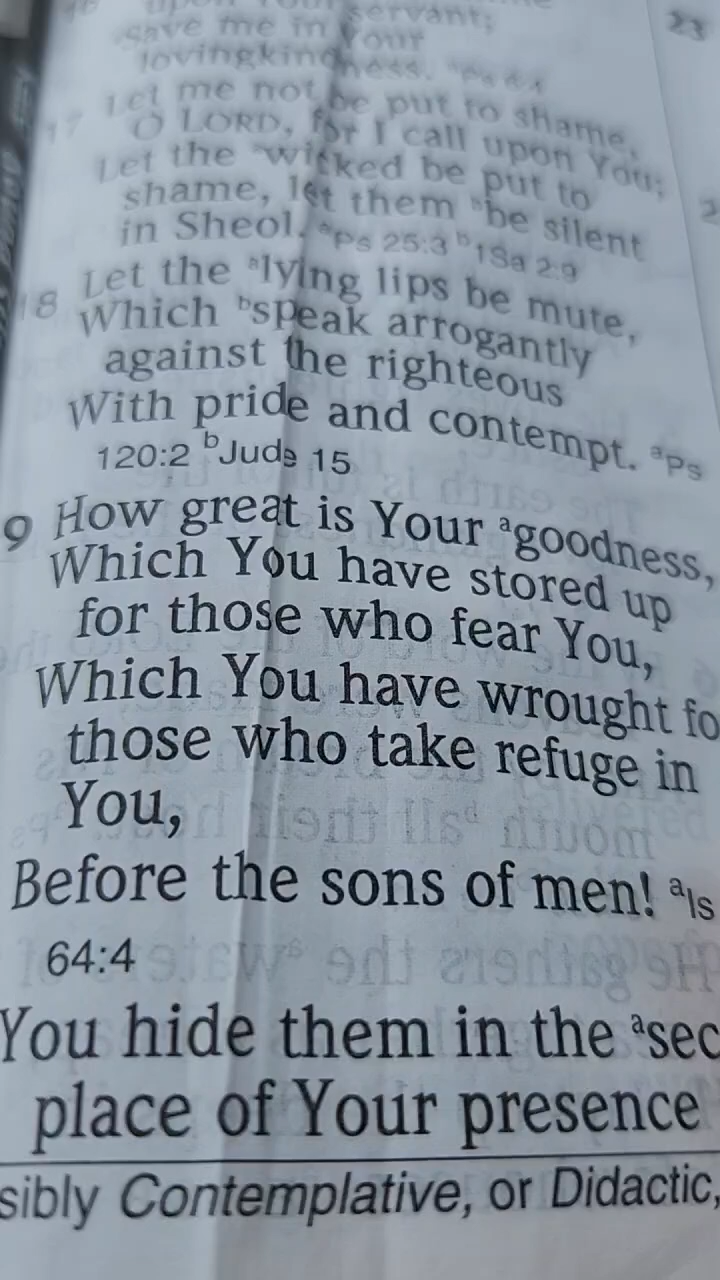 servant;
Save me in Your
lovingkindness.
17 Let me not be put to shame,
O LORD, for I call upon You;
Let the ᵃwicked be put to
shame, let them ᵇbe silent
in Sheol. ᵃPs 25:3 ᵇ1Sa 2:9
18 Let the ᵃlying lips be mute,
Which ᵇspeak arrogantly
against the righteous
With pride and contempt. ᵃPs
120:2 ᵇJude 15
9 How great is Your ᵃgoodness,
Which You have stored up
for those who fear You,
Which You have wrought fo
those who take refuge in
You,
Before the sons of men! ᵃIs
64:4
You hide them in the ᵃsec
place of Your presence
sibly Contemplative, or Didactic,
23
2